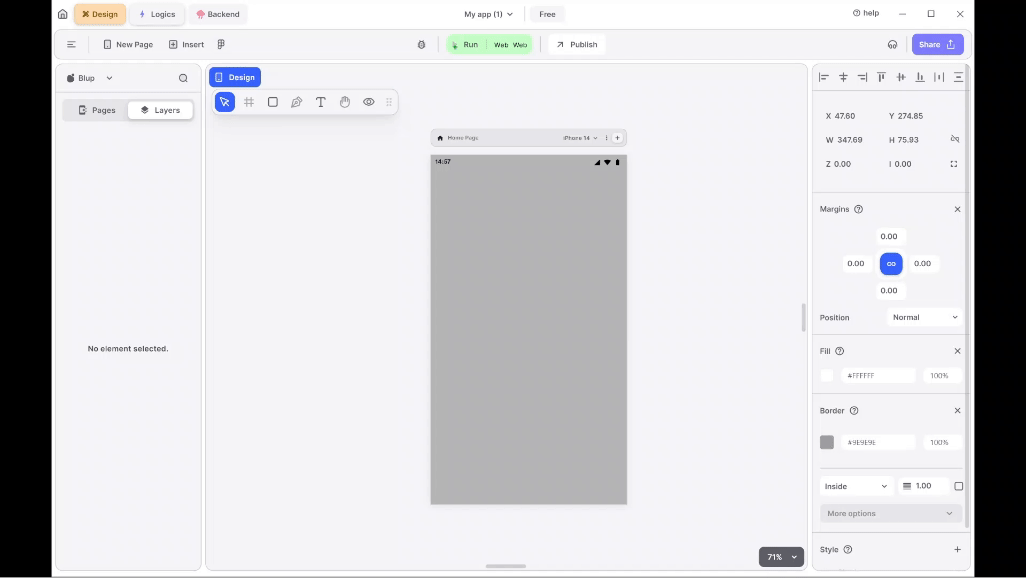 Design
Logics
Backend
My app (1)
Free
help
New Page
Insert
Run
Web Web
Publish
Share
Blup
Design
Pages
Layers
No element selected.
Home Page
iPhone 14
14:57
X 47.60
Y 274.85
W 347.69
H 75.93
Z 0.00
I 0.00
Margins
0.00
0.00
0.00
0.00
Position
Normal
Fill
#FFFFFF
100%
Border
#9E9E9E
100%
Inside
1.00
More options
Style
71%